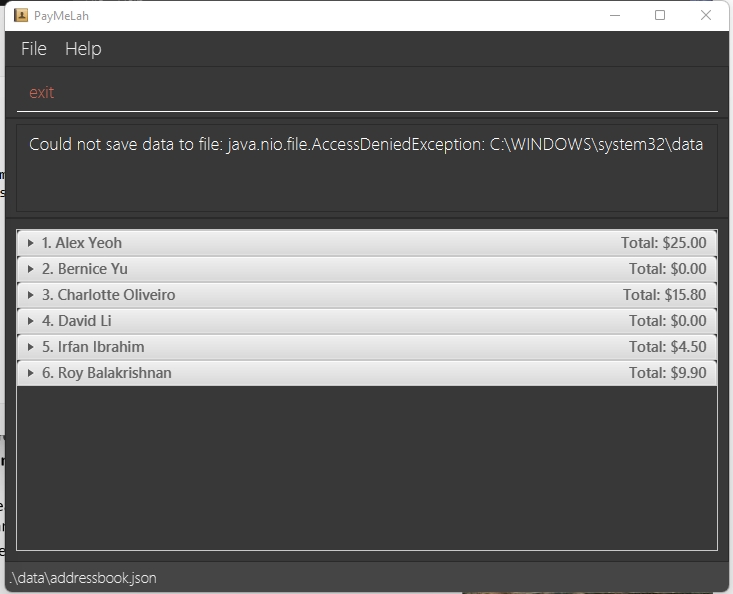 PayMeLah
File Help
exit
Could not save data to file: java.nio.file.AccessDeniedException: C:\WINDOWS\system32\data
1. Alex Yeoh Total: $25.00
2. Bernice Yu Total: $0.00
3. Charlotte Oliveiro Total: $15.80
4. David Li Total: $0.00
5. Irfan Ibrahim Total: $4.50
6. Roy Balakrishnan Total: $9.90
.\data\addressbook.json